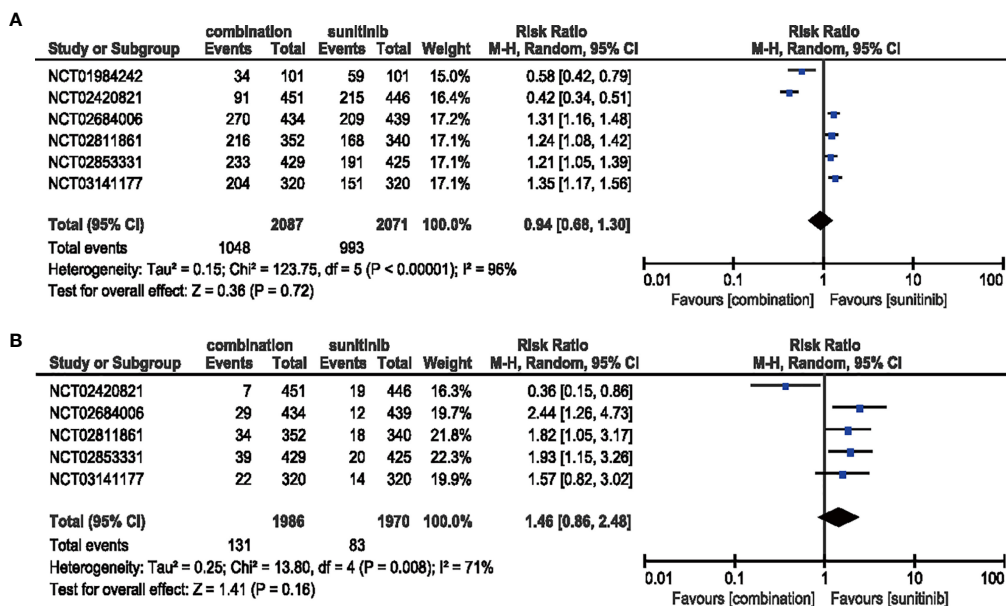 A
combination sunitinib Risk Ratio Risk Ratio
Study or Subgroup Events Total Events Total Weight M-H, Random, 95% CI M-H, Random, 95% CI
NCT01984242 34 101 59 101 15.0% 0.58 [0.42, 0.79]
NCT02420821 91 451 215 446 16.4% 0.42 [0.34, 0.51]
NCT02684006 270 434 209 439 17.2% 1.31 [1.16, 1.48]
NCT02811861 216 352 168 340 17.1% 1.24 [1.08, 1.42]
NCT02853331 233 429 191 425 17.1% 1.21 [1.05, 1.39]
NCT03141177 204 320 151 320 17.1% 1.35 [1.17, 1.56]
Total (95% CI) 2087 2071 100.0% 0.94 [0.68, 1.30]
Total events 1048 993
Heterogeneity: Tau² = 0.15; Chi² = 123.75, df = 5 (P < 0.00001); I² = 96%
Test for overall effect: Z = 0.36 (P = 0.72)
0.01 0.1 1 10 100
Favours [combination] Favours [sunitinib]
B
combination sunitinib Risk Ratio Risk Ratio
Study or Subgroup Events Total Events Total Weight M-H, Random, 95% CI M-H, Random, 95% CI
NCT02420821 7 451 19 446 16.3% 0.36 [0.15, 0.86]
NCT02684006 29 434 12 439 19.7% 2.44 [1.26, 4.73]
NCT02811861 34 352 18 340 21.8% 1.82 [1.05, 3.17]
NCT02853331 39 429 20 425 22.3% 1.93 [1.15, 3.26]
NCT03141177 22 320 14 320 19.9% 1.57 [0.82, 3.02]
Total (95% CI) 1986 1970 100.0% 1.46 [0.86, 2.48]
Total events 131 83
Heterogeneity: Tau² = 0.25; Chi² = 13.80, df = 4 (P = 0.008); I² = 71%
Test for overall effect: Z = 1.41 (P = 0.16)
0.01 0.1 1 10 100
Favours [combination] Favours [sunitinib]